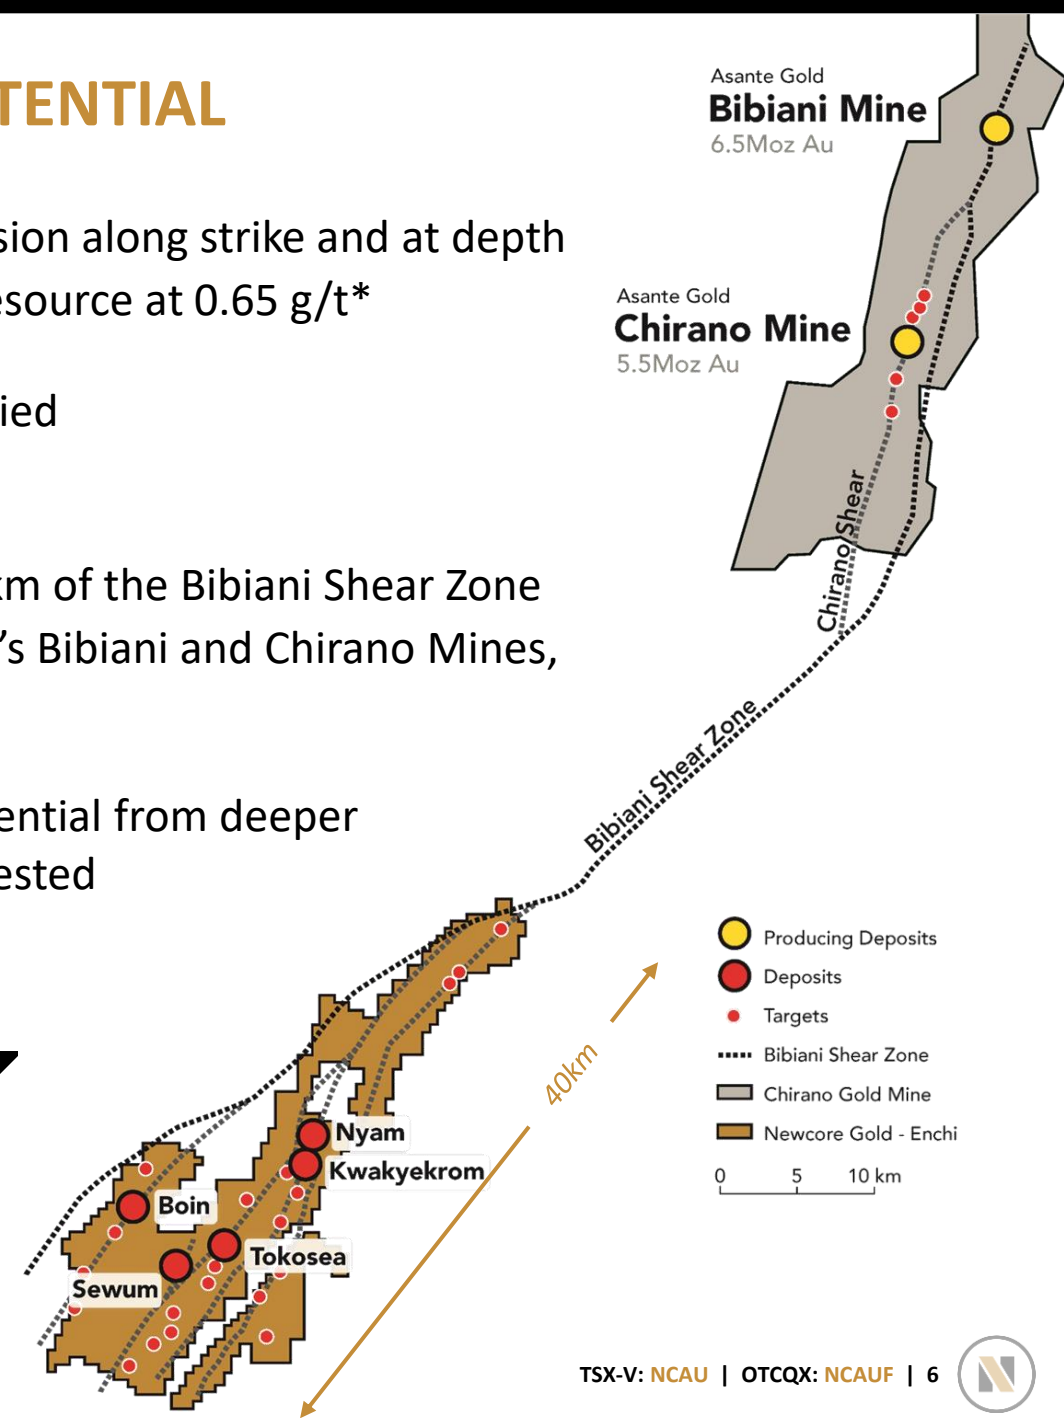 TENTIAL
sion along strike and at depth
esource at 0.65 g/t*
ied
km of the Bibiani Shear Zone
’s Bibiani and Chirano Mines,
ential from deeper
ested
Asante Gold
Bibiani Mine
6.5Moz Au
Asante Gold
Chirano Mine
5.5Moz Au
Chirano Shear
Bibiani Shear Zone
40km
Nyam
Kwakyekrom
Boin
Tokosea
Sewum
Producing Deposits
Deposits
Targets
Bibiani Shear Zone
Chirano Gold Mine
Newcore Gold - Enchi
0 5 10 km
TSX-V: NCAU | OTCQX: NCAUF | 6
N